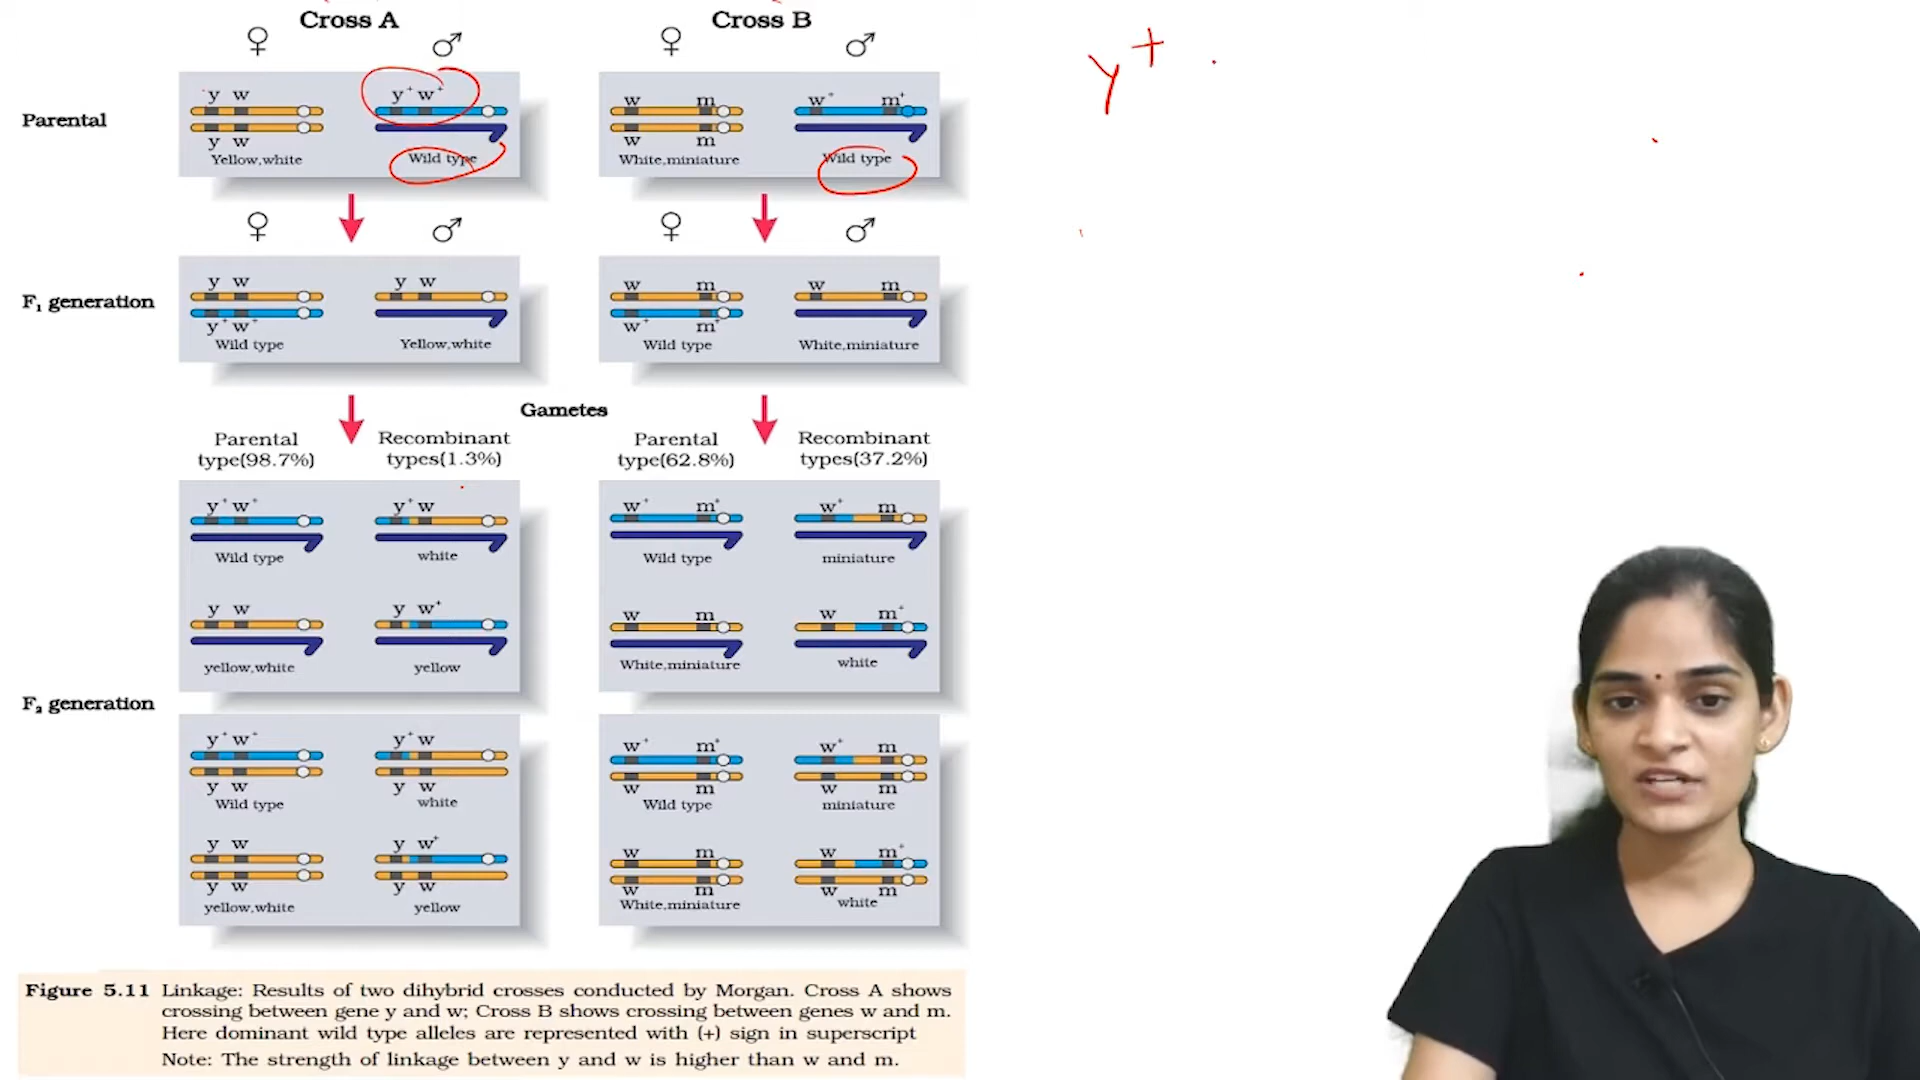 Cross A Cross B
♀ ♂ ♀ ♂
Parental
y w y⁺ w⁺ w m w⁺ m⁺
y w w m
Yellow,white Wild type White,miniature Wild type
y⁺
♀ ♂ ♀ ♂
F₁ generation
y w y w w m w m
y⁺ w⁺ w⁺ m⁺
Wild type Yellow,white Wild type White,miniature
Gametes
Parental Recombinant Parental Recombinant
type(98.7%) types(1.3%) type(62.8%) types(37.2%)
y⁺ w⁺ y⁺ w w⁺ m⁺ w⁺ m
Wild type white Wild type miniature
y w y w⁺ w m w m⁺
yellow,white yellow White,miniature white
F₂ generation
y⁺ w⁺ y⁺ w w⁺ m⁺ w⁺ m
y w y w w m w m
Wild type white Wild type miniature
y w y w⁺ w m w m⁺
y w y w w m w m
yellow,white yellow White,miniature white
Figure 5.11 Linkage: Results of two dihybrid crosses conducted by Morgan. Cross A shows
crossing between gene y and w; Cross B shows crossing between genes w and m.
Here dominant wild type alleles are represented with (+) sign in superscript
Note: The strength of linkage between y and w is higher than w and m.